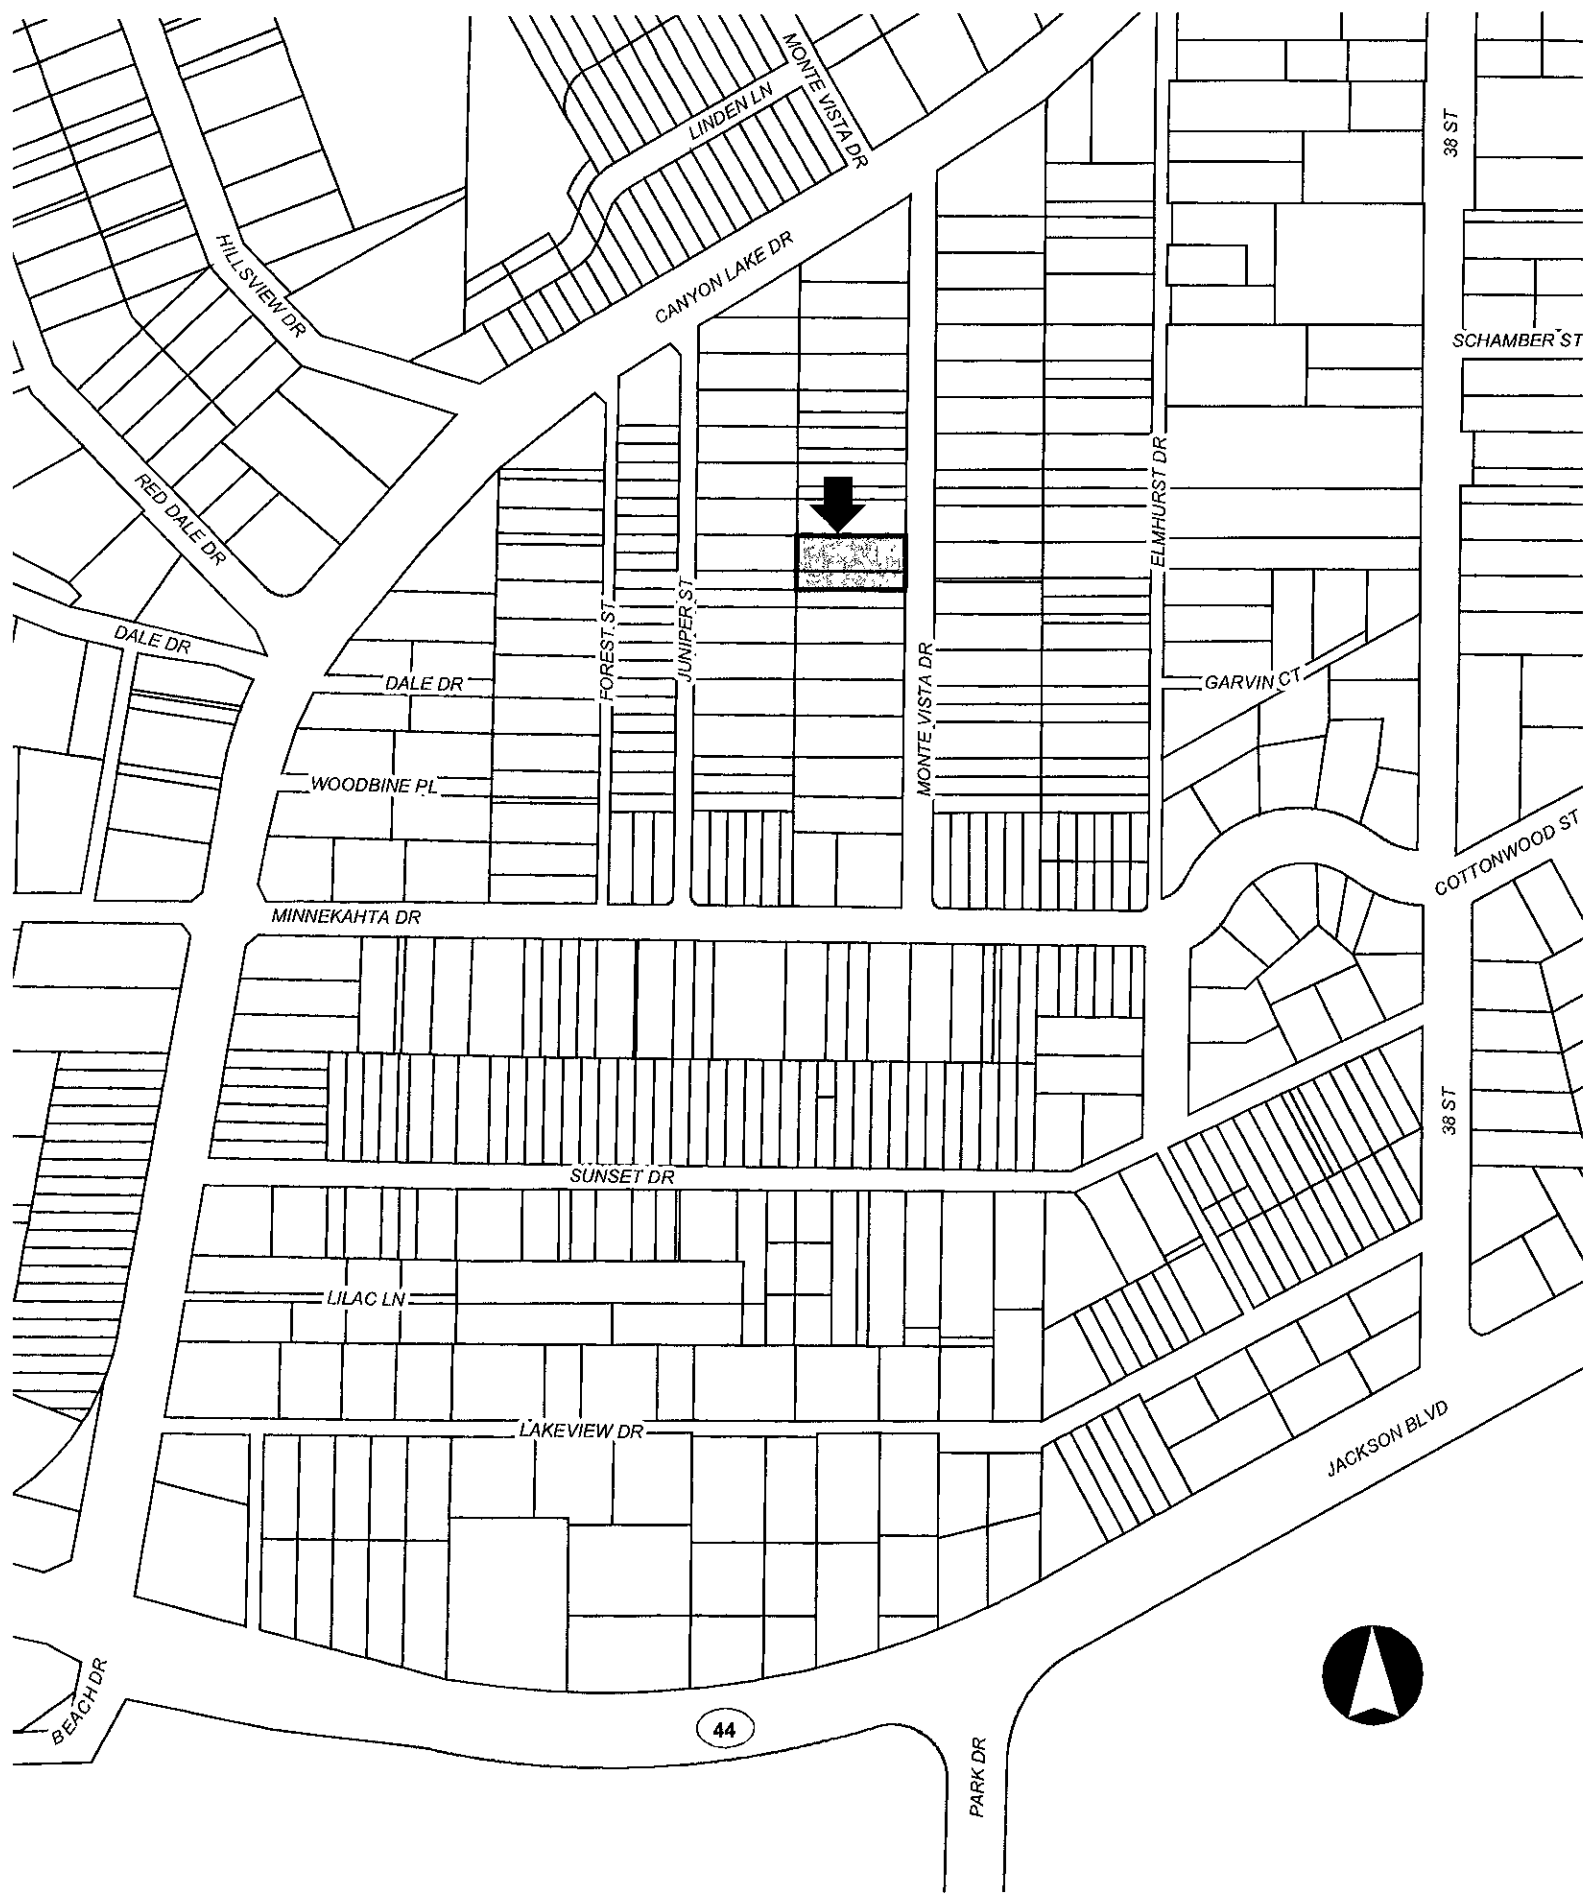 MONTE VISTA DR
LINDEN LN
38 ST
CANYON LAKE DR
HILLSVIEW DR
SCHAMBER ST
ELMHURST DR
RED DALE DR
DALE DR
FOREST ST
JUNIPER ST
MONTE VISTA DR
DALE DR
GARVIN CT
WOODBINE PL
COTTONWOOD ST
MINNEKAHTA DR
38 ST
SUNSET DR
LILAC LN
LAKEVIEW DR
JACKSON BLVD
BEACH DR
44
PARK DR